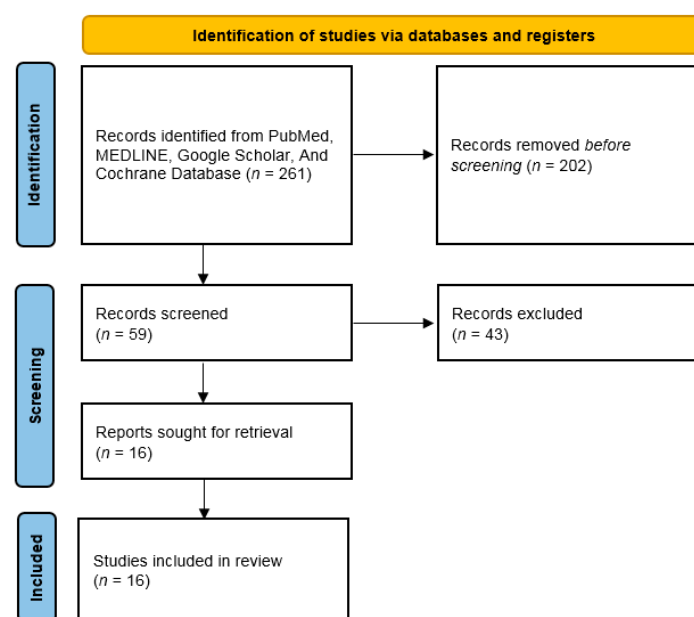 Identification of studies via databases and registers
Identification
Records identified from PubMed,
MEDLINE, Google Scholar, And
Cochrane Database (n = 261)
Records removed before
screening (n = 202)
Screening
Records screened
(n = 59)
Records excluded
(n = 43)
Reports sought for retrieval
(n = 16)
Included
Studies included in review
(n = 16)